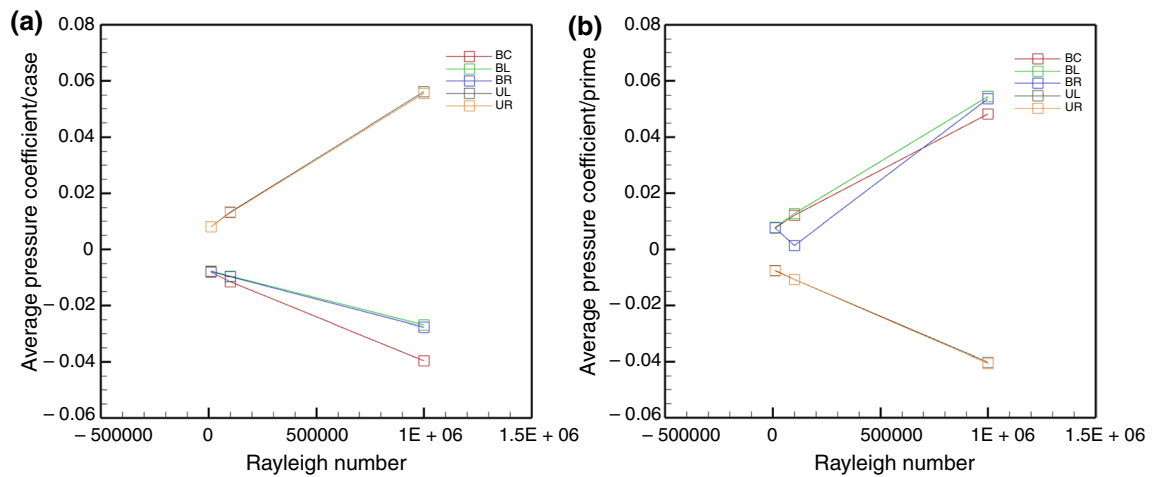 (a)
Average pressure coefficient/case
0.08
0.06
0.04
0.02
0
– 0.02
– 0.04
– 0.06
– 500000 0 500000 1E + 06 1.5E + 06
Rayleigh number
BC
BL
BR
UL
UR
(b)
Average pressure coefficient/prime
0.08
0.06
0.04
0.02
0
– 0.02
– 0.04
– 0.06
– 500000 0 500000 1E + 06 1.5E + 06
Rayleigh number
BC
BL
BR
UL
UR